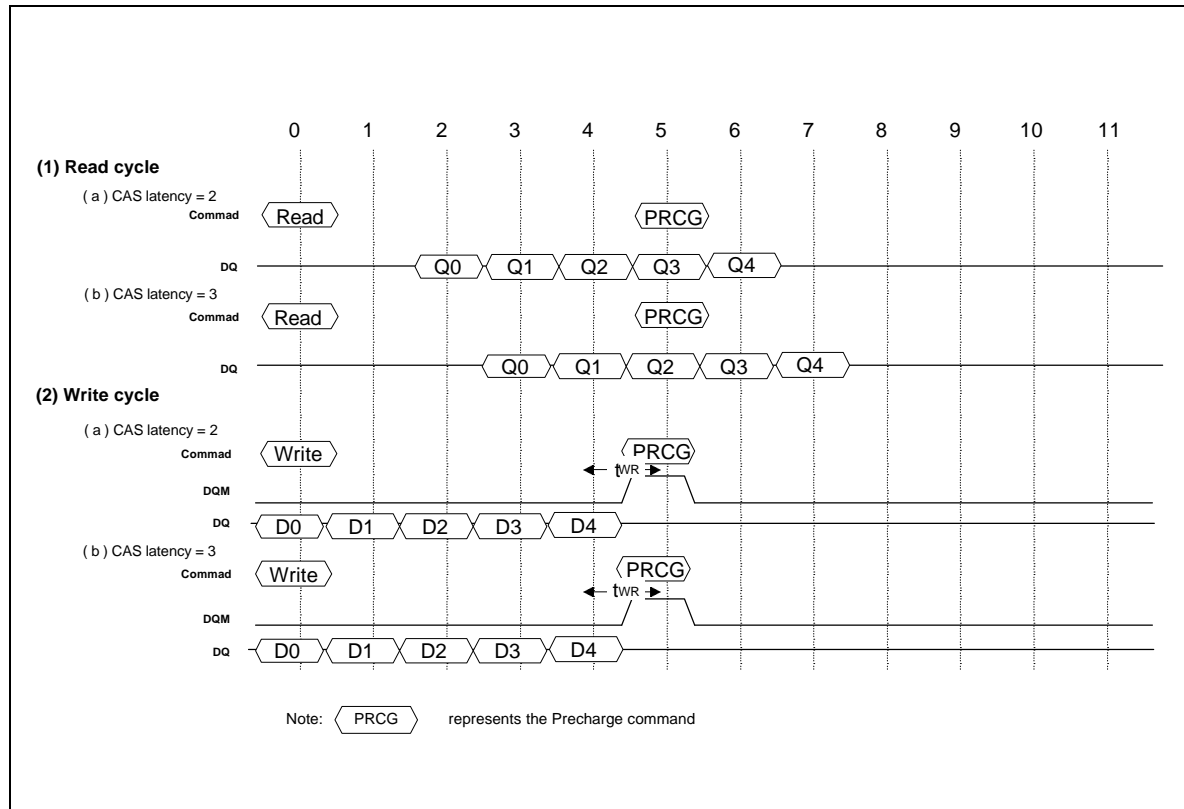 0 1 2 3 4 5 6 7 8 9 10 11
(1) Read cycle
( a ) CAS latency = 2
Commad Read PRCG
DQ Q0 Q1 Q2 Q3 Q4
( b ) CAS latency = 3
Commad Read PRCG
DQ Q0 Q1 Q2 Q3 Q4
(2) Write cycle
( a ) CAS latency = 2
Commad Write PRCG
tWR
DQM
DQ D0 D1 D2 D3 D4
( b ) CAS latency = 3
Commad Write PRCG
tWR
DQM
DQ D0 D1 D2 D3 D4
Note: PRCG represents the Precharge command